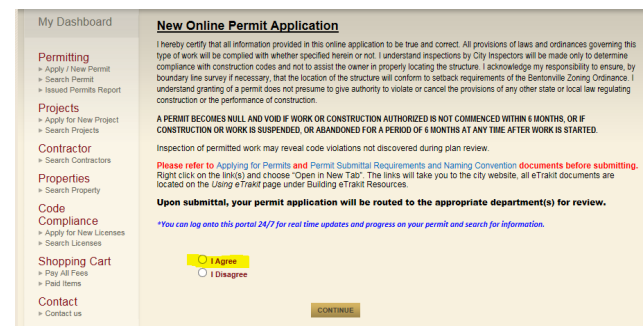 My Dashboard
Permitting
Apply / New Permit
Search Permit
Issued Permits Report
Projects
Apply for New Project
Search Projects
Contractor
Search Contractors
Properties
Search Property
Code
Compliance
Apply for New Licenses
Search Licenses
Shopping Cart
Pay All Fees
Paid Items
Contact
Contact us
New Online Permit Application
I hereby certify that all information provided in this online application to be true and correct. All provisions of laws and ordinances governing this
type of work will be complied with whether specified herein or not. I understand inspections by City Inspectors will be made only to determine
compliance with construction codes and not to assist the owner in properly locating the structure. I acknowledge my responsibility to ensure, by
boundary line survey if necessary, that the location of the structure will conform to setback requirements of the Bentonville Zoning Ordinance. I
understand granting of a permit does not presume to give authority to violate or cancel the provisions of any other state or local law regulating
construction or the performance of construction.
A PERMIT BECOMES NULL AND VOID IF WORK OR CONSTRUCTION AUTHORIZED IS NOT COMMENCED WITHIN 6 MONTHS, OR IF
CONSTRUCTION OR WORK IS SUSPENDED, OR ABANDONED FOR A PERIOD OF 6 MONTHS AT ANY TIME AFTER WORK IS STARTED.
Inspection of permitted work may reveal code violations not discovered during plan review.
Please refer to Applying for Permits and Permit Submittal Requirements and Naming Convention documents before submitting.
Right click on the link(s) and choose "Open in New Tab". The links will take you to the city website, all eTrakit documents are
located on the Using eTrakit page under Building eTrakit Resources.
Upon submittal, your permit application will be routed to the appropriate department(s) for review.
*You can log onto this portal 24/7 for real time updates and progress on your permit and search for information.
I Agree
I Disagree
CONTINUE